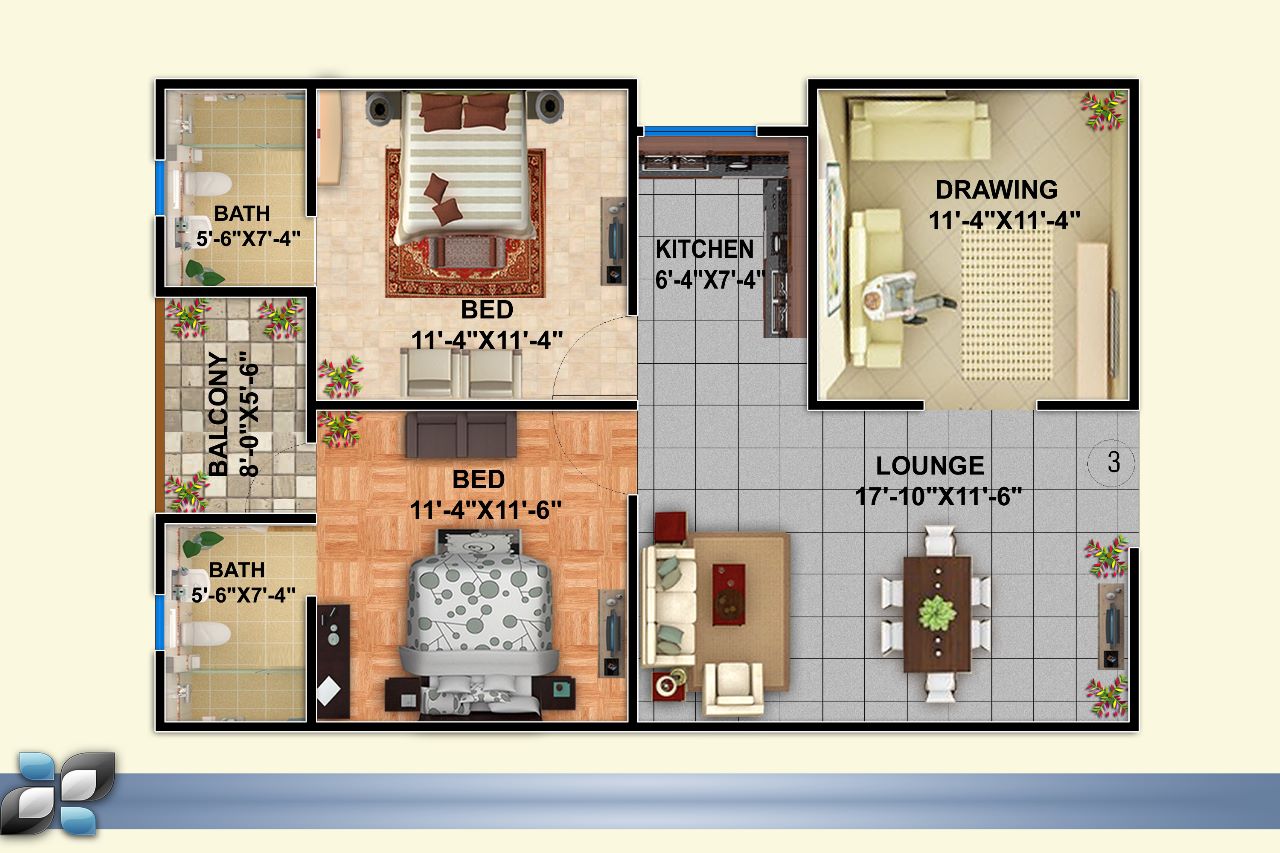 BATH
5'-6"X7'-4"
BED
11'-4"X11'-4"
KITCHEN
6'-4"X7'-4"
DRAWING
11'-4"X11'-4"
BALCONY
8'-0"X5'-6"
BED
11'-4"X11'-6"
LOUNGE
17'-10"X11'-6"
3
BATH
5'-6"X7'-4"